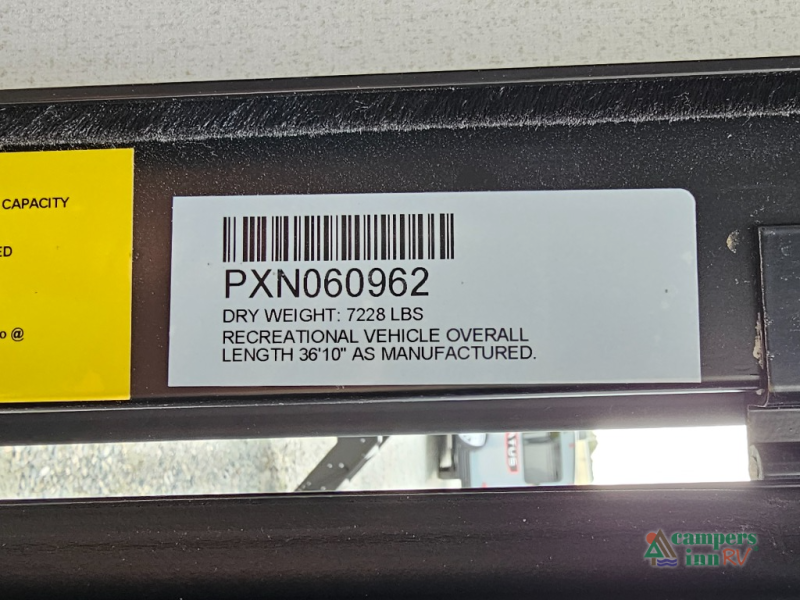 CAPACITY
ED
o @
PXN060962
DRY WEIGHT: 7228 LBS
RECREATIONAL VEHICLE OVERALL
LENGTH 36'10" AS MANUFACTURED.
campers
inn RV